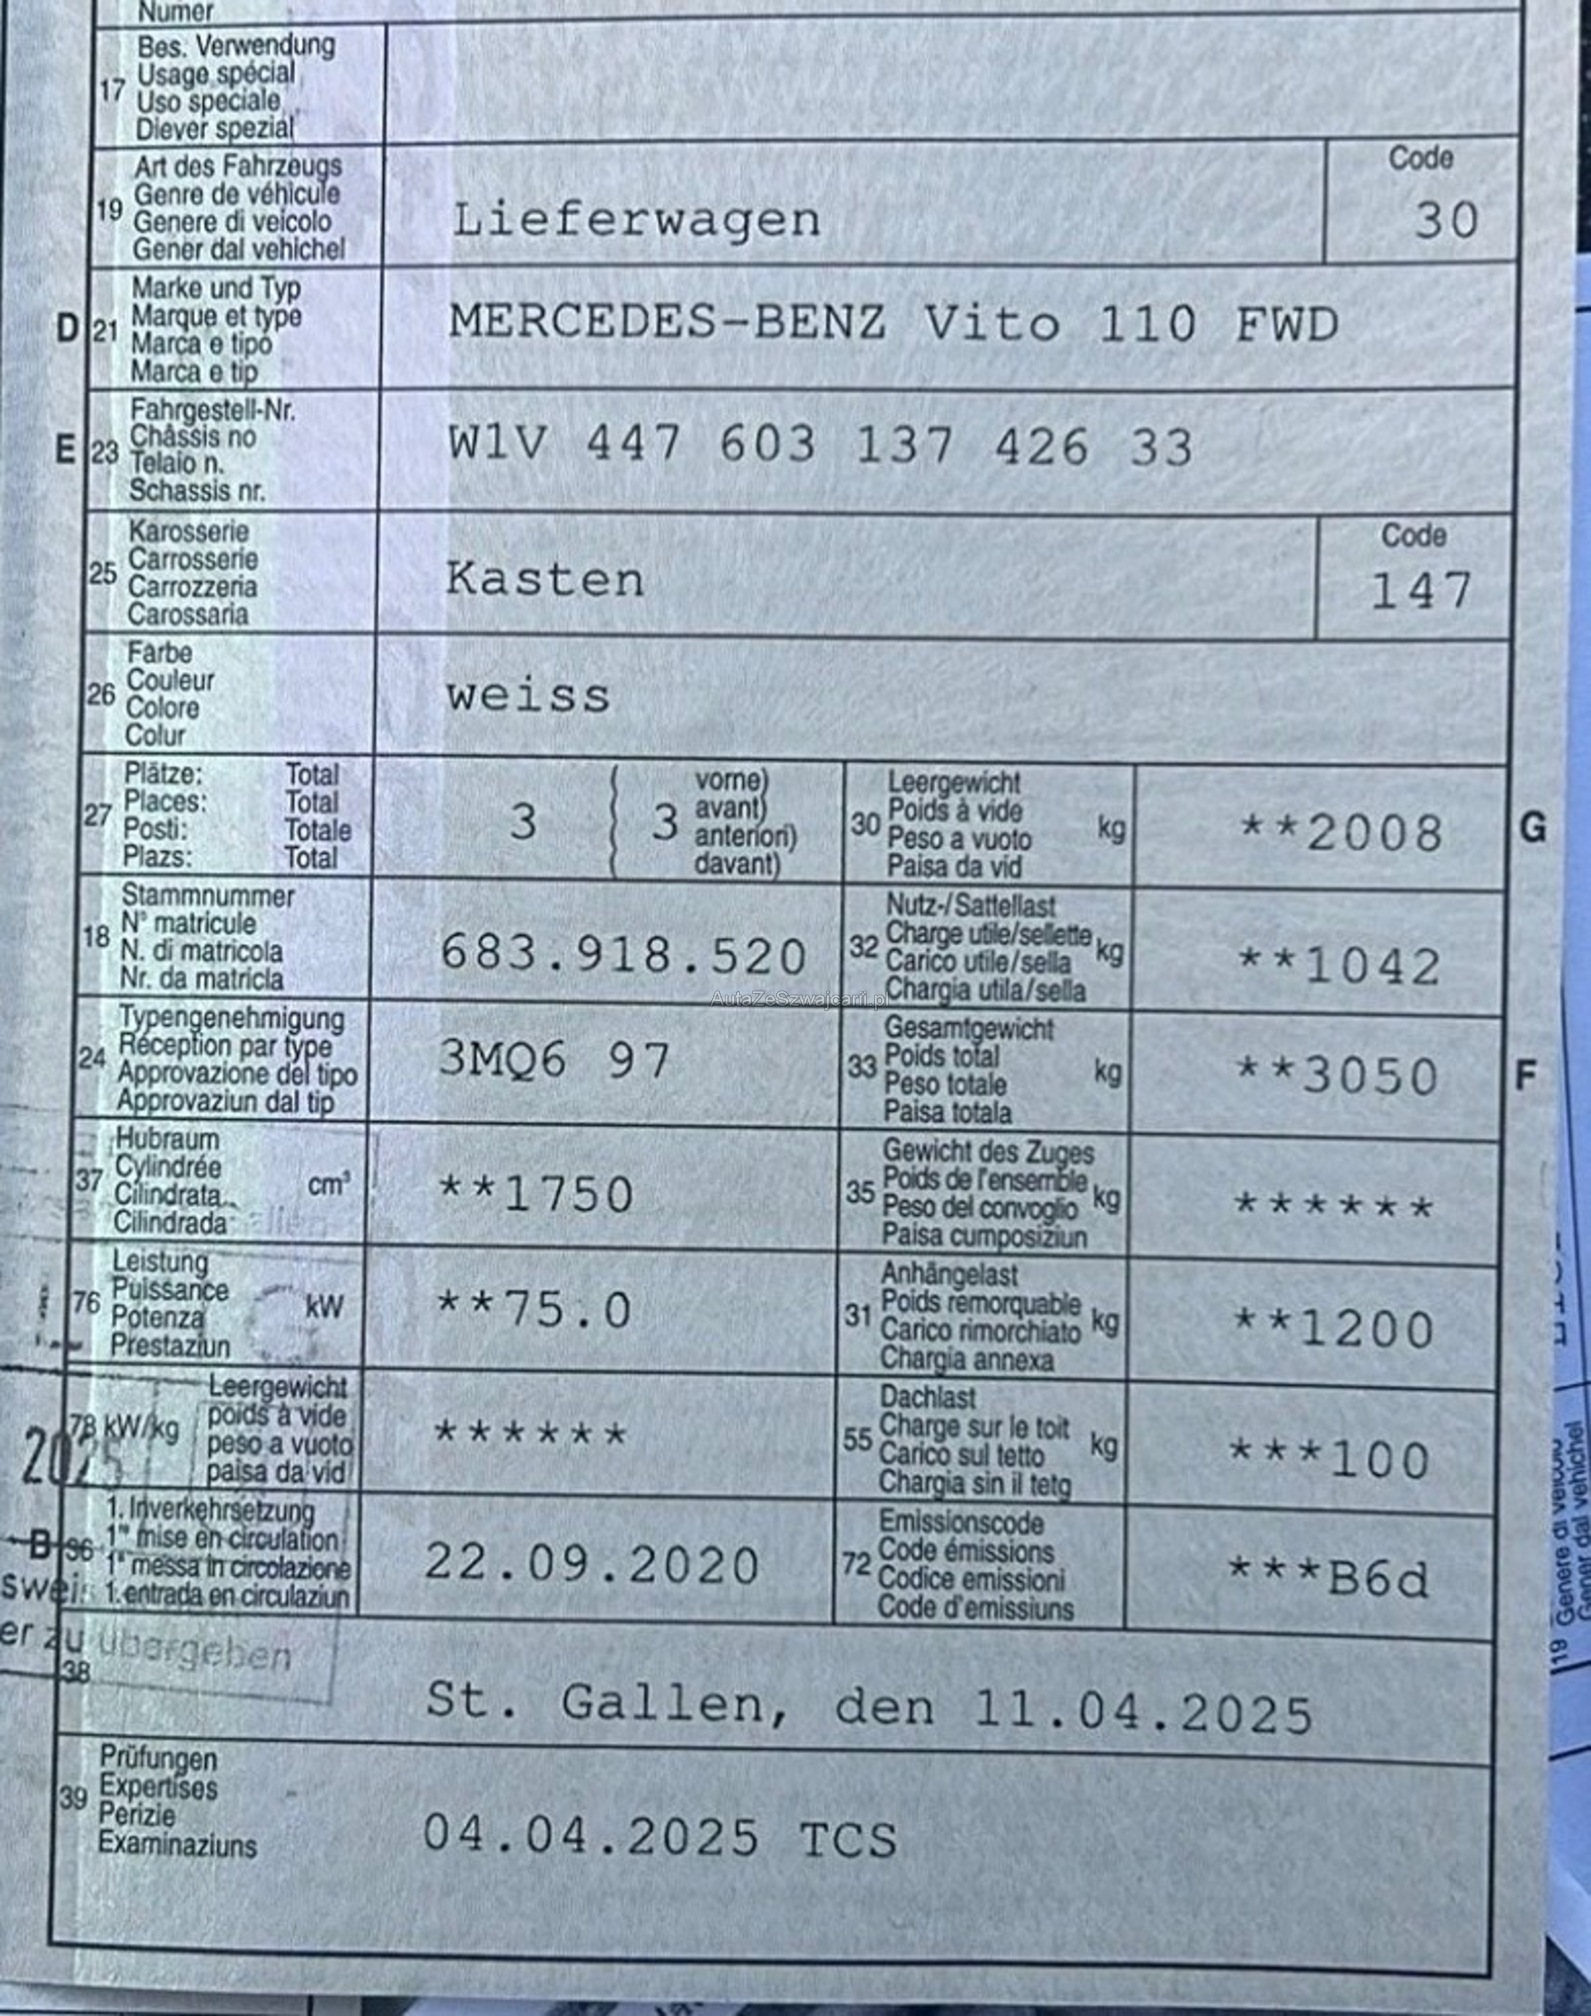 Numer
17 Bes. Verwendung
Usage spécial
Uso speciale
Diever spezial
19 Art des Fahrzeugs
Genre de véhicule
Genere di veicolo
Gener dal vehichel
Lieferwagen
Code
30
D 21 Marke und Typ
Marque et type
Marca e tipo
Marca e tip
MERCEDES-BENZ Vito 110 FWD
E 23 Fahrgestell-Nr.
Châssis no
Telaio n.
Schassis nr.
W1V 447 603 137 426 33
25 Karosserie
Carrosserie
Carrozzeria
Carossaria
Kasten
Code
147
26 Farbe
Couleur
Colore
Colur
weiss
27 Plätze: Total
Places: Total
Posti: Totale
Plazs: Total
3 ( 3 vorne)
avant)
anteriori)
davant)
30 Leergewicht
Poids à vide
Peso a vuoto
Paisa da vid
kg
**2008
G
18 Stammnummer
N° matricule
N. di matricola
Nr. da matricla
683.918.520
32 Nutz-/Sattellast
Charge utile/sellette
Carico utile/sella
Chargia utila/sella
kg
**1042
AutaZeSzwajcarii.pl
24 Typengenehmigung
Réception par type
Approvazione del tipo
Approvaziun dal tip
3MQ6 97
33 Gesamtgewicht
Poids total
Peso totale
Paisa totala
kg
**3050
F
37 Hubraum
Cylindrée
Cilindrata
Cilindrada
cm³
**1750
35 Gewicht des Zuges
Poids de l'ensemble
Peso del convoglio
Paisa cumposiziun
kg
******
76 Leistung
Puissance
Potenza
Prestaziun
kW
**75.0
31 Anhängelast
Poids remorquable
Carico rimorchiato
Chargia annexa
kg
**1200
78 kW/kg
Leergewicht
poids à vide
peso a vuoto
paisa da vid
******
2025
55 Dachlast
Charge sur le toit
Carico sul tetto
Chargia sin il tetg
kg
***100
B 36 1. Inverkehrsetzung
1re mise en circulation
1a messa in circolazione
1. entrada en circulaziun
22.09.2020
72 Emissionscode
Code émissions
Codice emissioni
Code d'emissiuns
***B6d
er zu übergeben
38
St. Gallen, den 11.04.2025
39 Prüfungen
Expertises
Perizie
Examinaziuns
04.04.2025 TCS
19 Genere di veicolo
Gener dal vehichel